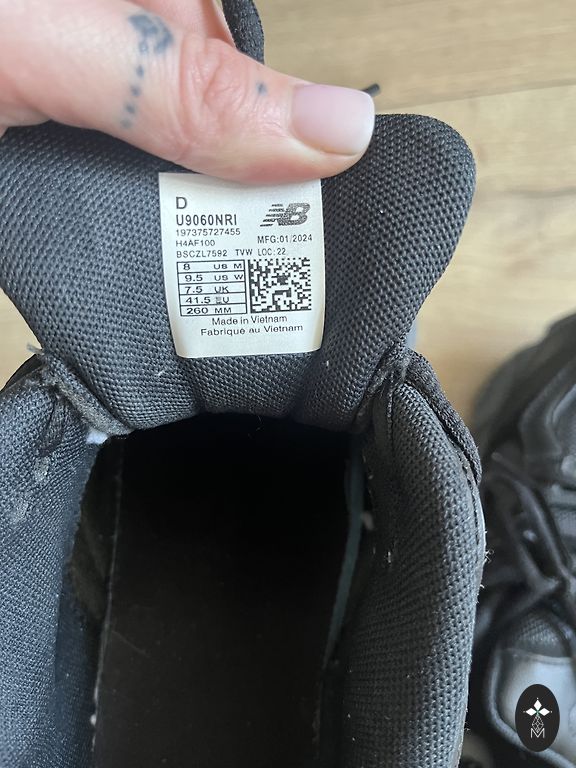 D
U9060NRI
NB
197375727455
H4AF100 MFG:01/2024
BSCZL7592 TVW LOC:22
8 US M
9.5 US W
7.5 UK
41.5 EU
260 MM
Made in Vietnam
Fabriqué au Vietnam
M